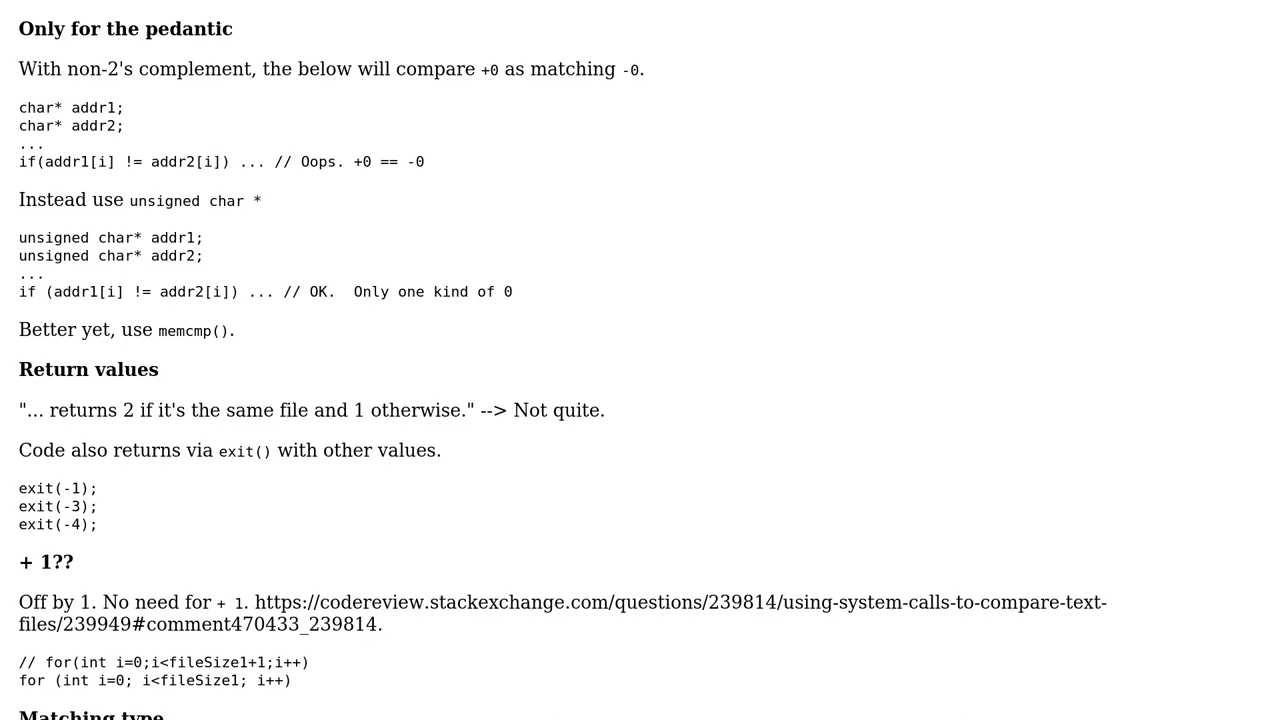 Only for the pedantic
With non-2's complement, the below will compare +0 as matching -0.
char* addr1;
char* addr2;
...
if(addr1[i] != addr2[i]) ... // Oops. +0 == -0
Instead use unsigned char *
unsigned char* addr1;
unsigned char* addr2;
...
if (addr1[i] != addr2[i]) ... // OK.  Only one kind of 0
Better yet, use memcmp().
Return values
"... returns 2 if it's the same file and 1 otherwise." --> Not quite.
Code also returns via exit() with other values.
exit(-1);
exit(-3);
exit(-4);
+ 1??
Off by 1. No need for + 1. https://codereview.stackexchange.com/questions/239814/using-system-calls-to-compare-text-
files/239949#comment470433_239814.
// for(int i=0;i<fileSize1+1;i++)
for (int i=0; i<fileSize1; i++)
Matching type